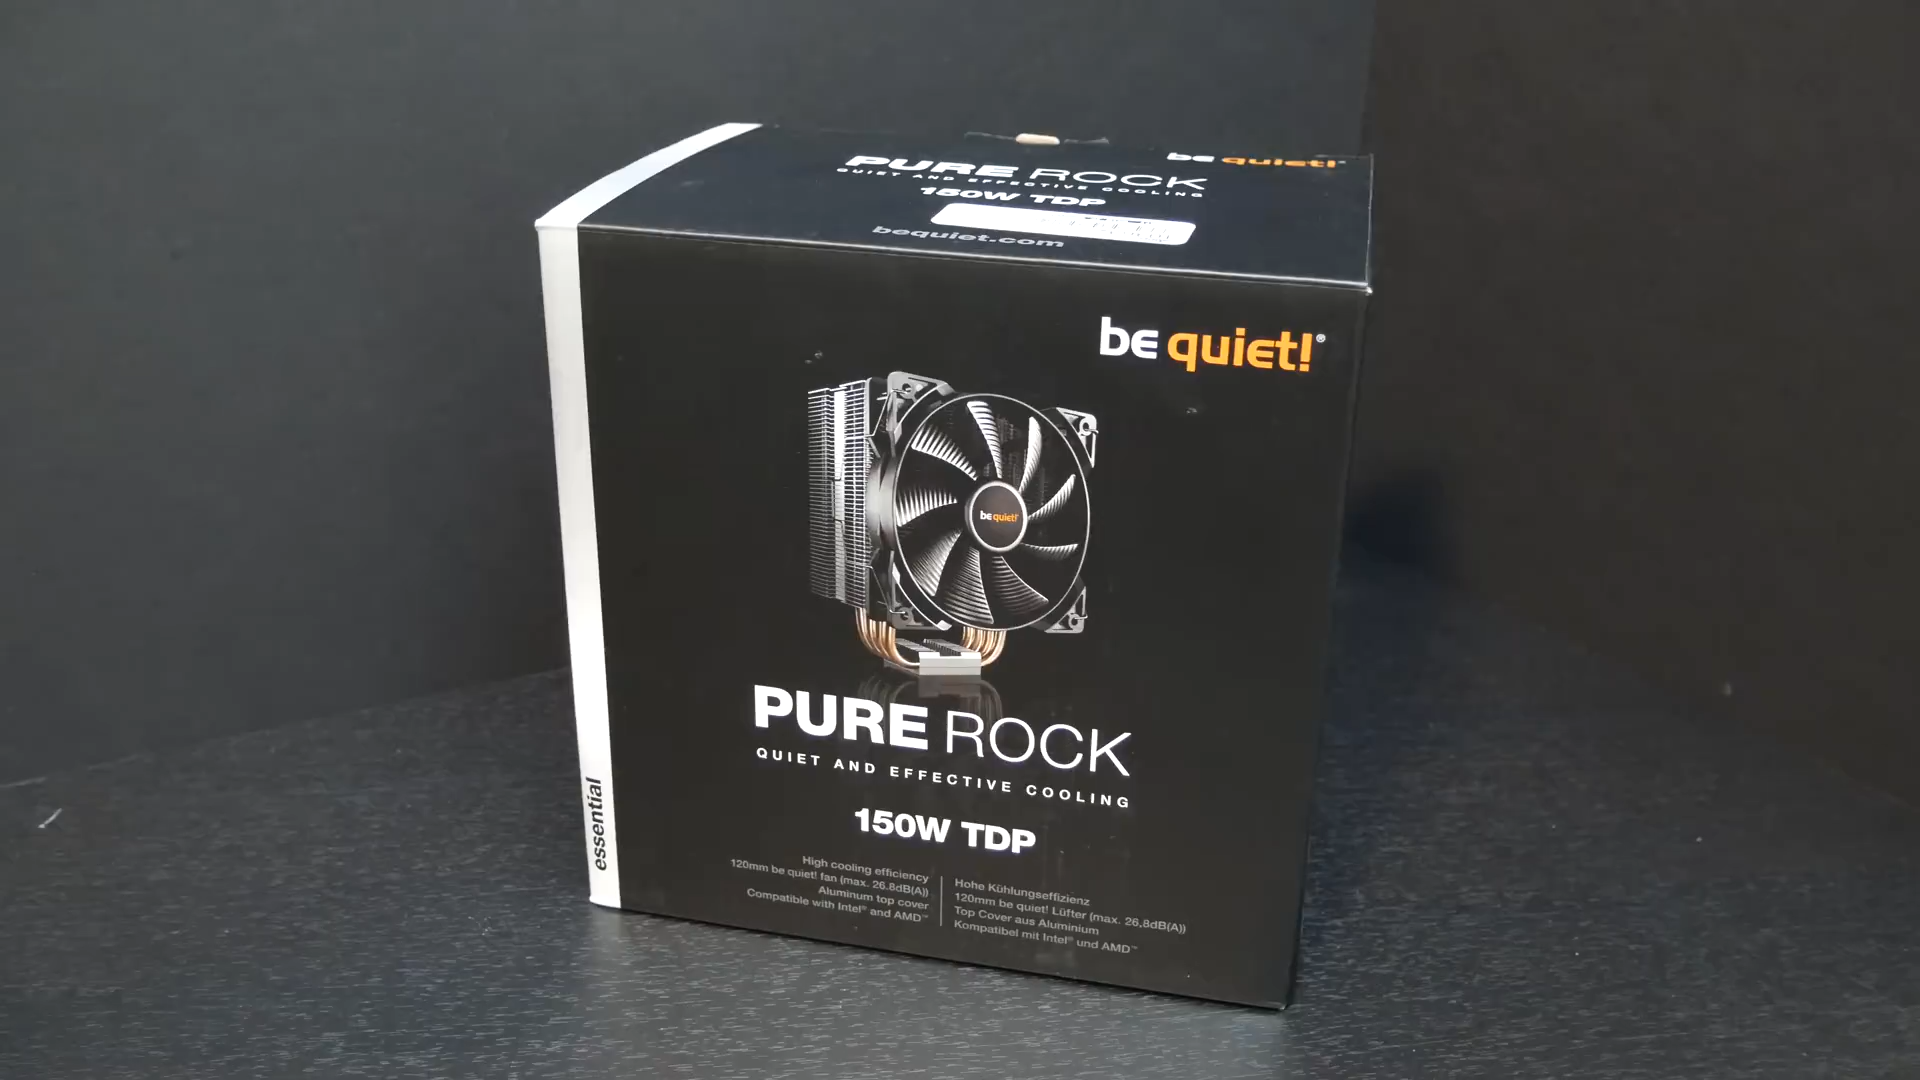 PURE ROCK
QUIET AND EFFECTIVE COOLING
150W TDP
be quiet!
bequiet.com
be quiet!®
be quiet!
PURE ROCK
QUIET AND EFFECTIVE COOLING
150W TDP
essential
High cooling efficiency
120mm be quiet! fan (max. 26.8dB(A))
Aluminum top cover
Compatible with Intel® and AMD™
Hohe Kühlungseffizienz
120mm be quiet! Lüfter (max. 26,8dB(A))
Top Cover aus Aluminium
Kompatibel mit Intel® und AMD™